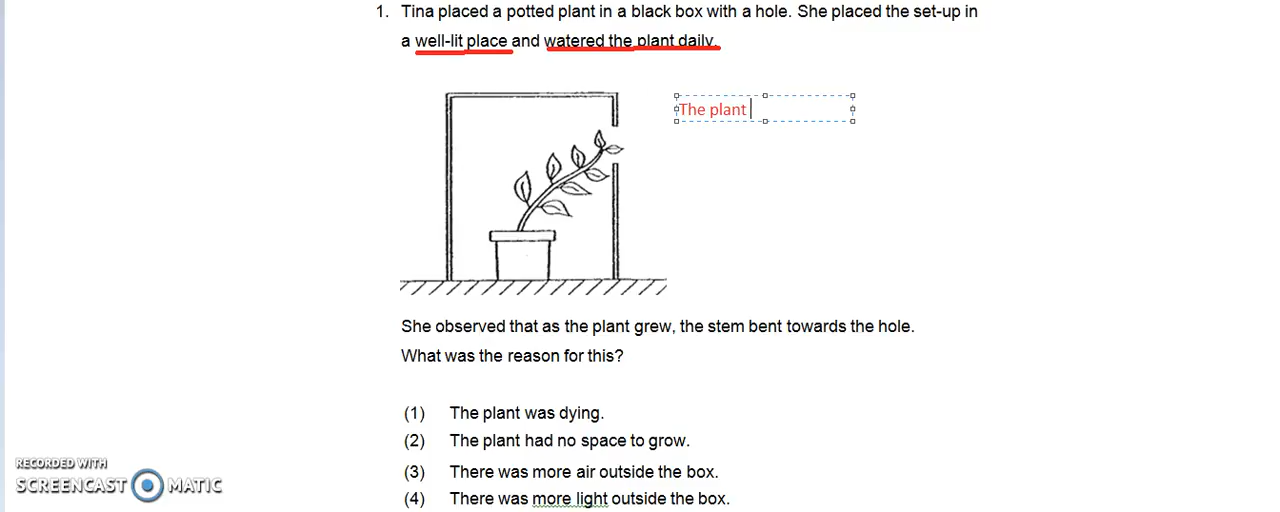 1. Tina placed a potted plant in a black box with a hole. She placed the set-up in
a well-lit place and watered the plant daily.
The plant
She observed that as the plant grew, the stem bent towards the hole.
What was the reason for this?
(1) The plant was dying.
(2) The plant had no space to grow.
(3) There was more air outside the box.
(4) There was more light outside the box.
RECORDED WITH
SCREENCAST MATIC